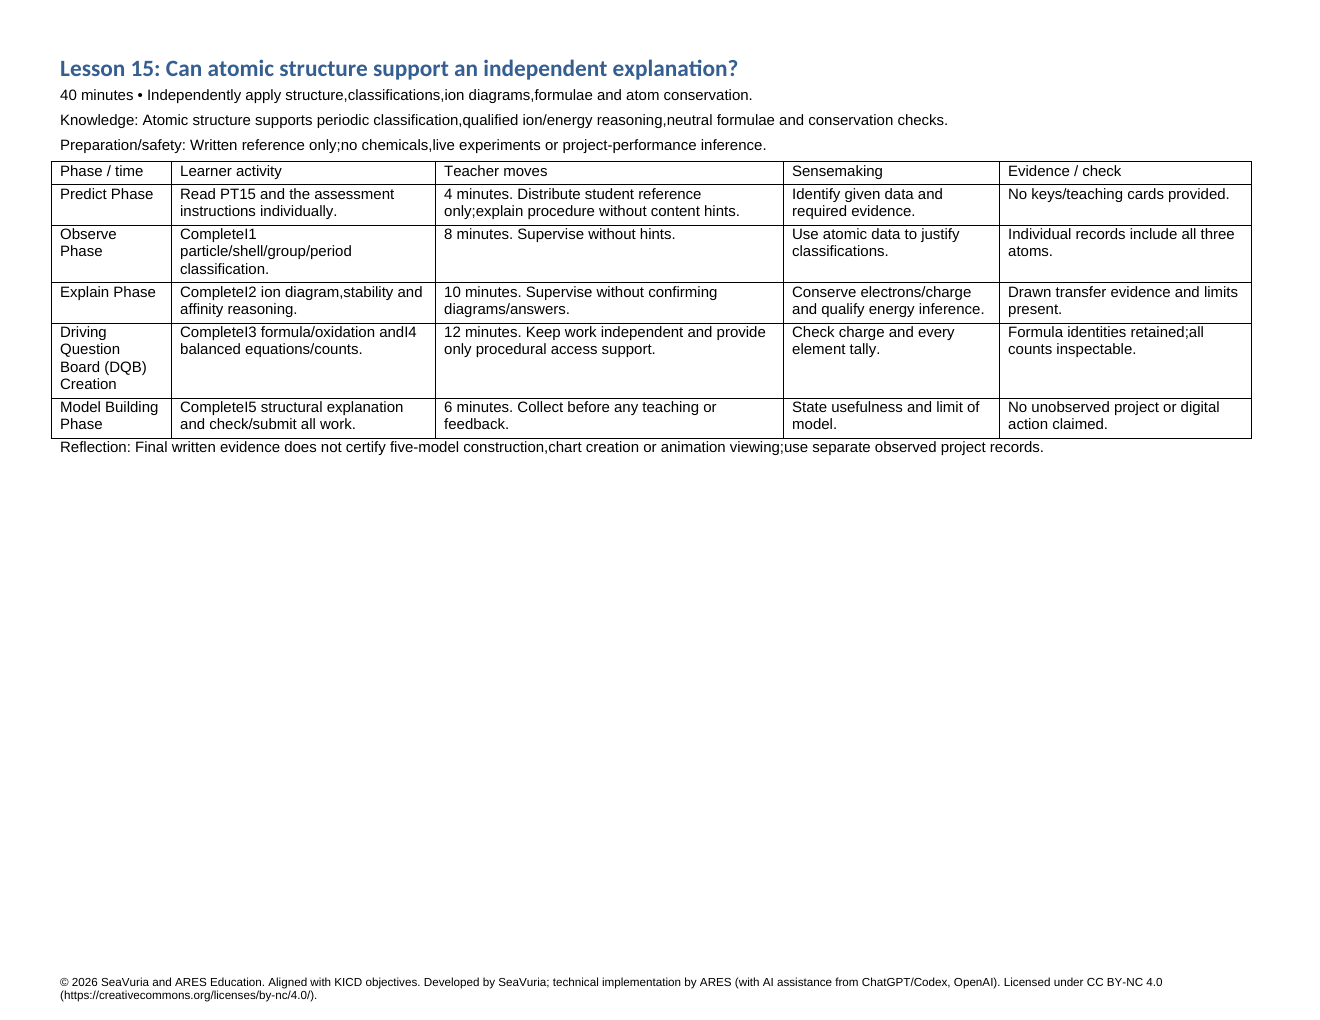 Lesson 15: Can atomic structure support an independent explanation?
40 minutes • Independently apply structure,classifications,ion diagrams,formulae and atom conservation.
Knowledge: Atomic structure supports periodic classification,qualified ion/energy reasoning,neutral formulae and conservation checks.
Preparation/safety: Written reference only;no chemicals,live experiments or project-performance inference.
Phase / time
Learner activity
Teacher moves
Sensemaking
Evidence / check
Predict Phase
Read PT15 and the assessment
instructions individually.
4 minutes. Distribute student reference
only;explain procedure without content hints.
Identify given data and
required evidence.
No keys/teaching cards provided.
Observe
Phase
CompleteI1
particle/shell/group/period
classification.
8 minutes. Supervise without hints.
Use atomic data to justify
classifications.
Individual records include all three
atoms.
Explain Phase
CompleteI2 ion diagram,stability and
affinity reasoning.
10 minutes. Supervise without confirming
diagrams/answers.
Conserve electrons/charge
and qualify energy inference.
Drawn transfer evidence and limits
present.
Driving
Question
Board (DQB)
Creation
CompleteI3 formula/oxidation andI4
balanced equations/counts.
12 minutes. Keep work independent and provide
only procedural access support.
Check charge and every
element tally.
Formula identities retained;all
counts inspectable.
Model Building
Phase
CompleteI5 structural explanation
and check/submit all work.
6 minutes. Collect before any teaching or
feedback.
State usefulness and limit of
model.
No unobserved project or digital
action claimed.
Reflection: Final written evidence does not certify five-model construction,chart creation or animation viewing;use separate observed project records.
© 2026 SeaVuria and ARES Education. Aligned with KICD objectives. Developed by SeaVuria; technical implementation by ARES (with AI assistance from ChatGPT/Codex, OpenAI). Licensed under CC BY-NC 4.0
(https://creativecommons.org/licenses/by-nc/4.0/).